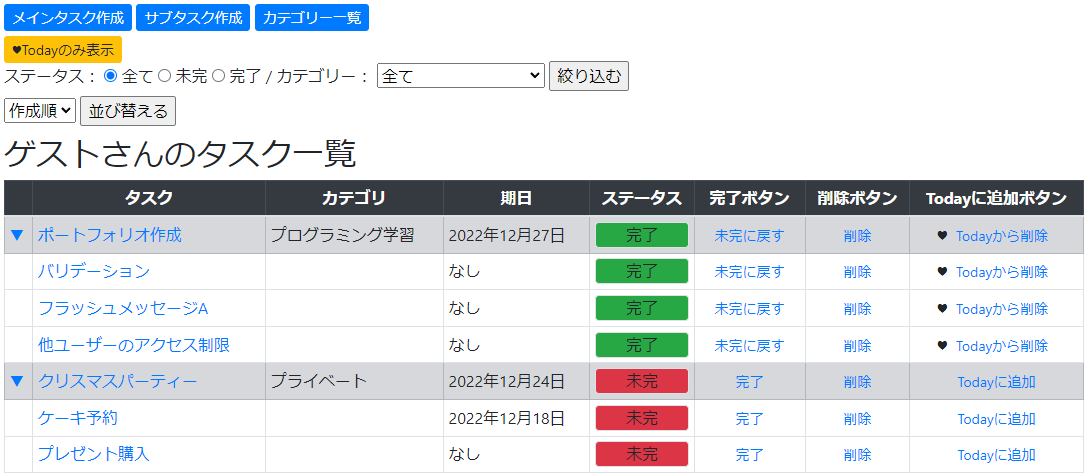 メインタスク作成 サブタスク作成 カテゴリー一覧
♥Todayのみ表示
ステータス： 全て 未完 完了 / カテゴリー： 全て 絞り込む
作成順 並び替える
ゲストさんのタスク一覧
タスク カテゴリ 期日 ステータス 完了ボタン 削除ボタン Todayに追加ボタン
▼ ポートフォリオ作成 プログラミング学習 2022年12月27日 完了 未完に戻す 削除 ♥ Todayから削除
バリデーション なし 完了 未完に戻す 削除 ♥ Todayから削除
フラッシュメッセージA なし 完了 未完に戻す 削除 ♥ Todayから削除
他ユーザーのアクセス制限 なし 完了 未完に戻す 削除 ♥ Todayから削除
▼ クリスマスパーティー プライベート 2022年12月24日 未完 完了 削除 Todayに追加
ケーキ予約 2022年12月18日 未完 完了 削除 Todayに追加
プレゼント購入 なし 未完 完了 削除 Todayに追加